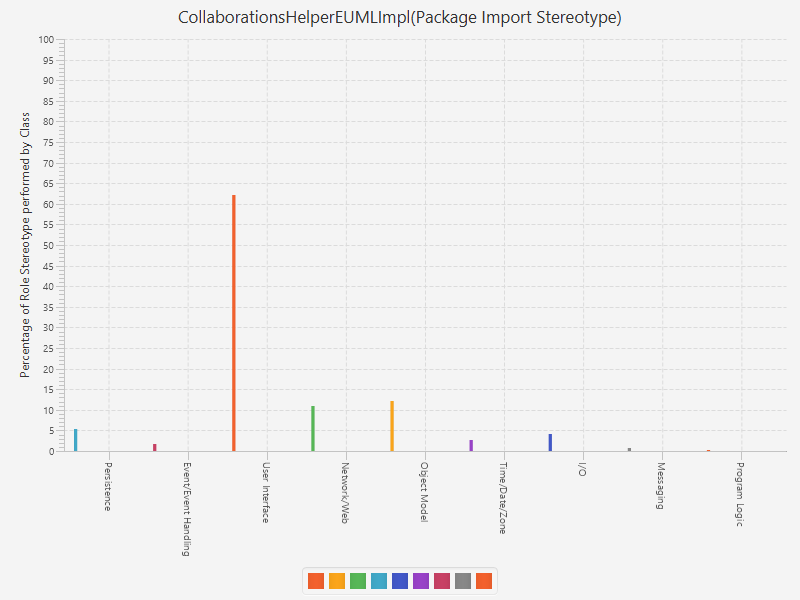 CollaborationsHelperEUMLImpl(Package Import Stereotype)
Percentage of Role Stereotype performed by Class
100
95
90
85
80
75
70
65
60
55
50
45
40
35
30
25
20
15
10
5
0
Persistence
Event/Event Handling
User Interface
Network/Web
Object Model
Time/Date/Zone
I/O
Messaging
Program Logic